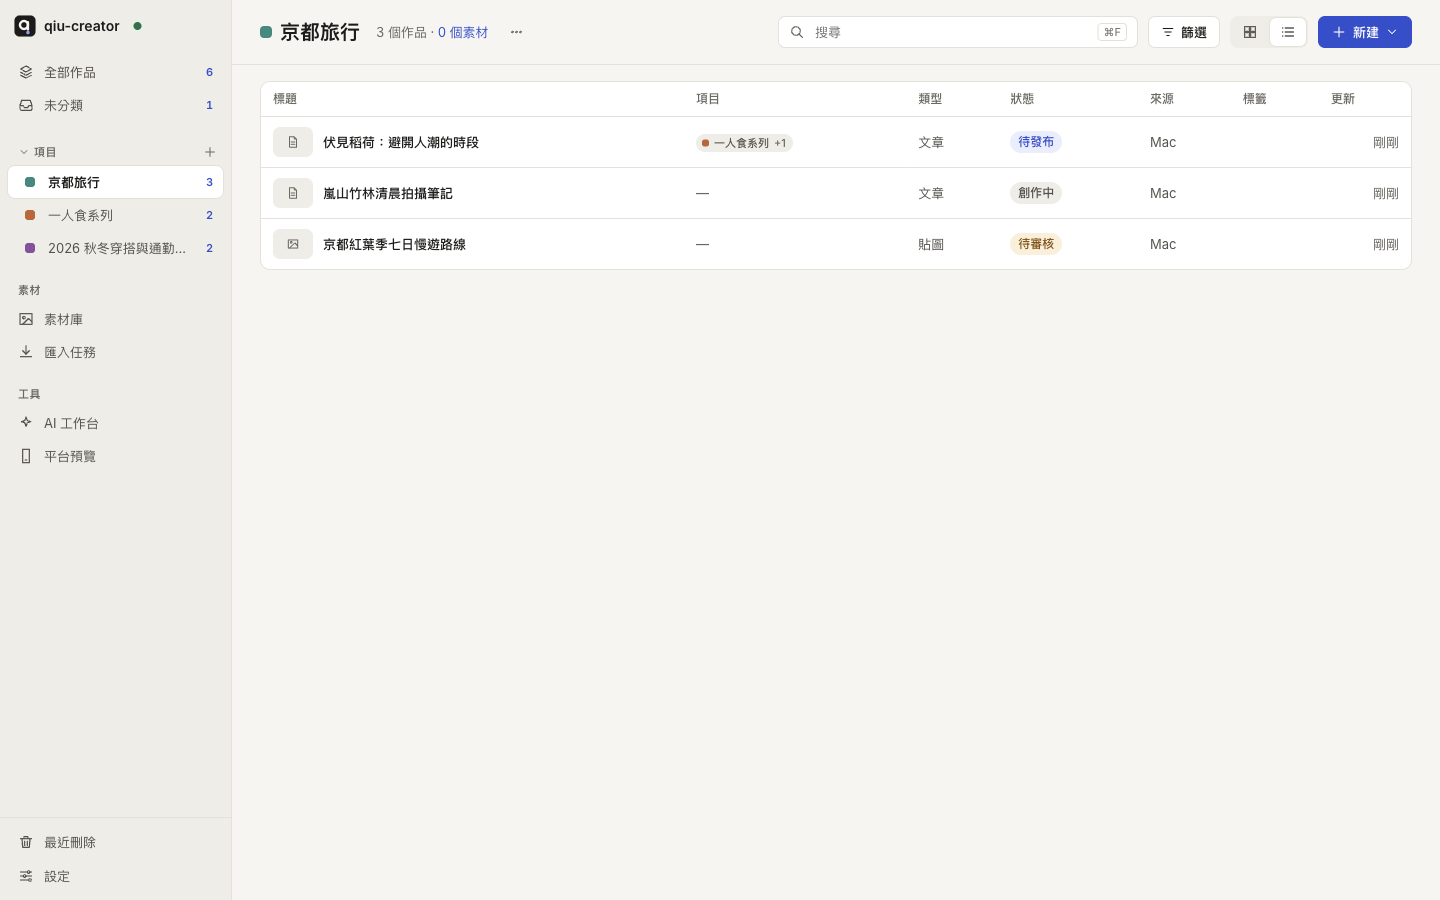 qiu-creator
全部作品 6
未分類 1
項目
京都旅行 3
一人食系列 2
2026 秋冬穿搭與通勤... 2
素材
素材庫
匯入任務
工具
AI 工作台
平台預覽
最近刪除
設定
京都旅行 3 個作品 · 0 個素材
搜尋 ⌘F
篩選
新建
標題 項目 類型 狀態 來源 標籤 更新
伏見稻荷：避開人潮的時段 一人食系列 +1 文章 待發布 Mac 剛剛
嵐山竹林清晨拍攝筆記 — 文章 創作中 Mac 剛剛
京都紅葉季七日慢遊路線 — 貼圖 待審核 Mac 剛剛